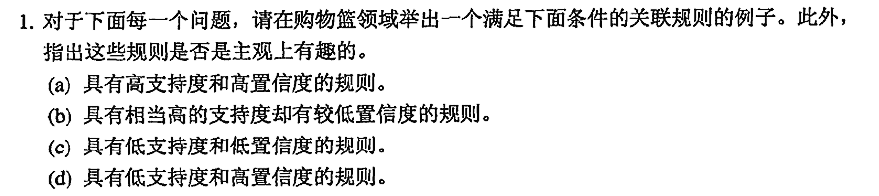 1. 对于下面每一个问题，请在购物篮领域举出一个满足下面条件的关联规则的例子。此外，
指出这些规则是否是主观上有趣的。
(a) 具有高支持度和高置信度的规则。
(b) 具有相当高的支持度却有较低置信度的规则。
(c) 具有低支持度和低置信度的规则。
(d) 具有低支持度和高置信度的规则。